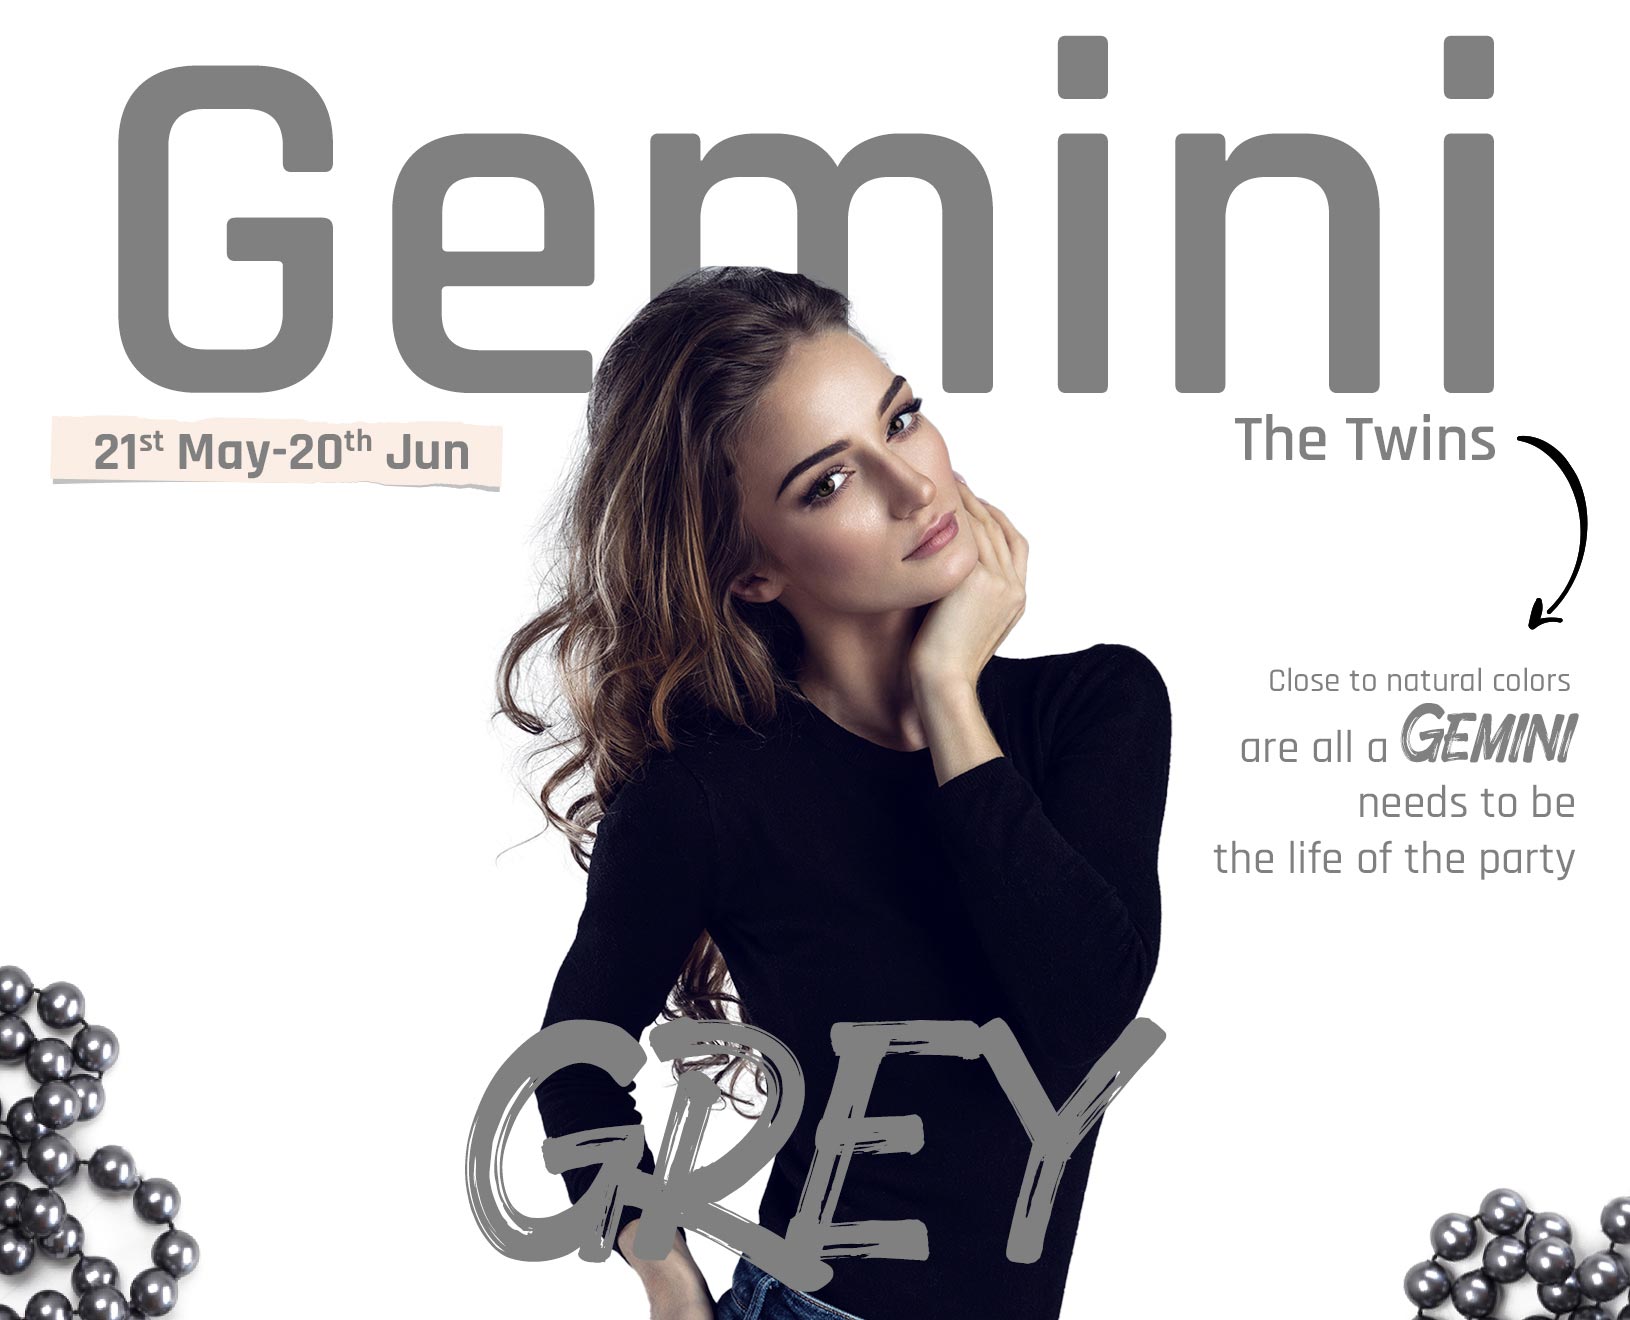 Gemini
21st May-20th Jun
The Twins
Close to natural colors
are all a GEMINI
needs to be
the life of the party
GREY